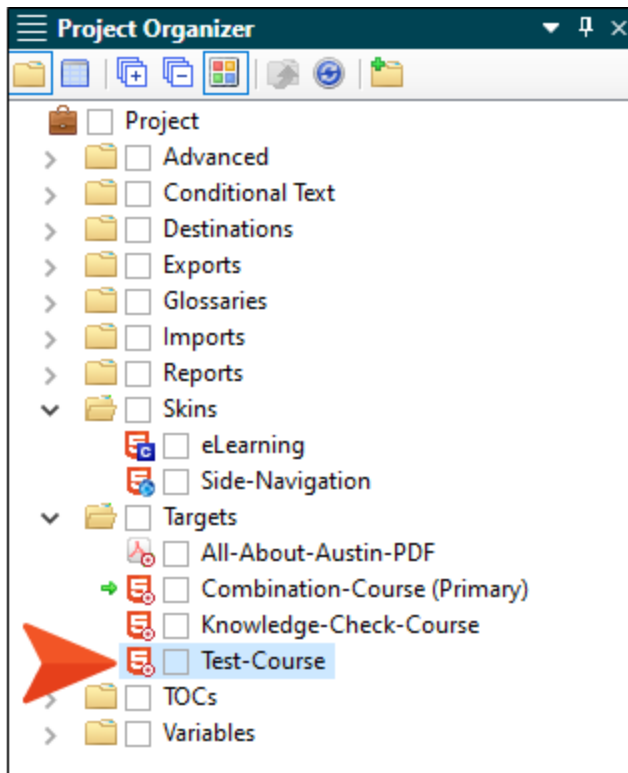 Project Organizer
Project
Advanced
Conditional Text
Destinations
Exports
Glossaries
Imports
Reports
Skins
eLearning
Side-Navigation
Targets
All-About-Austin-PDF
Combination-Course (Primary)
Knowledge-Check-Course
Test-Course
TOCs
Variables